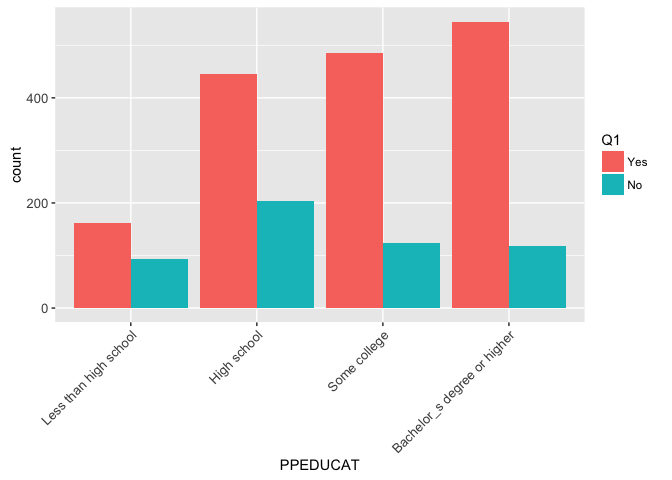 count
400
200
0
Less than high school
High school
Some college
Bachelor_s degree or higher
PPEDUCAT
Q1
Yes
No